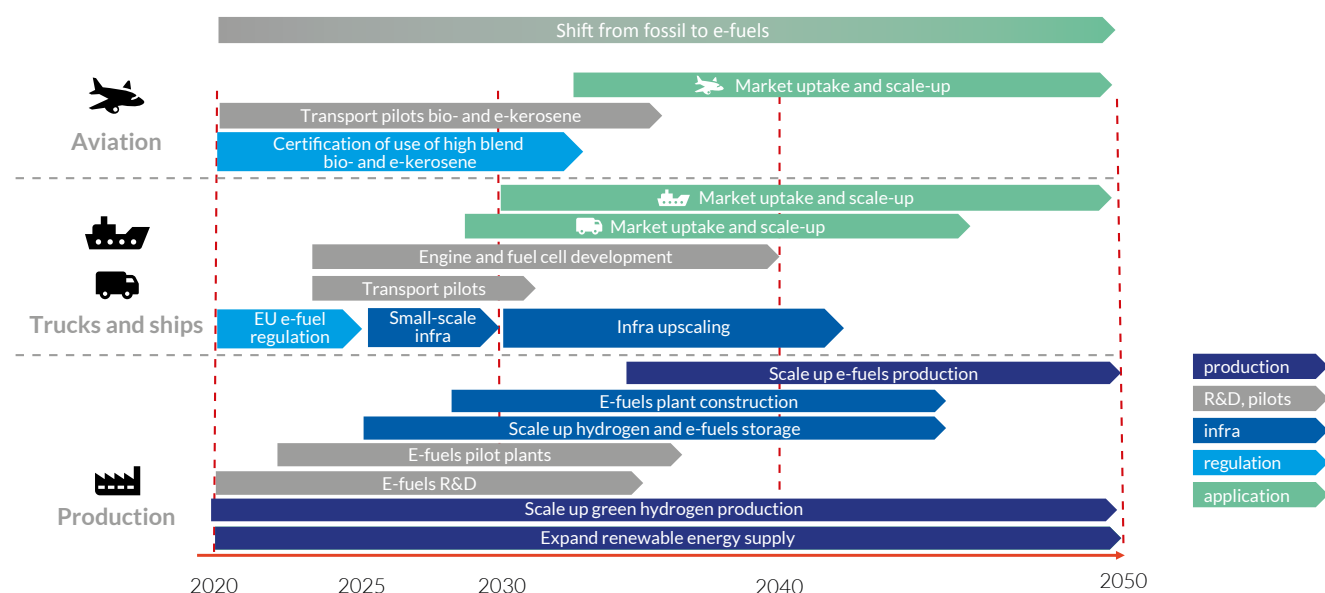 Shift from fossil to e-fuels
Market uptake and scale-up
Transport pilots bio- and e-kerosene
Aviation
Certification of use of high blend
bio- and e-kerosene
Market uptake and scale-up
Market uptake and scale-up
Engine and fuel cell development
Transport pilots
Trucks and ships
EU e-fuel
regulation
Small-scale
infra
Infra upscaling
Scale up e-fuels production
E-fuels plant construction
Scale up hydrogen and e-fuels storage
E-fuels pilot plants
E-fuels R&D
Production
Scale up green hydrogen production
Expand renewable energy supply
production
R&D, pilots
infra
regulation
application
2020
2025
2030
2040
2050